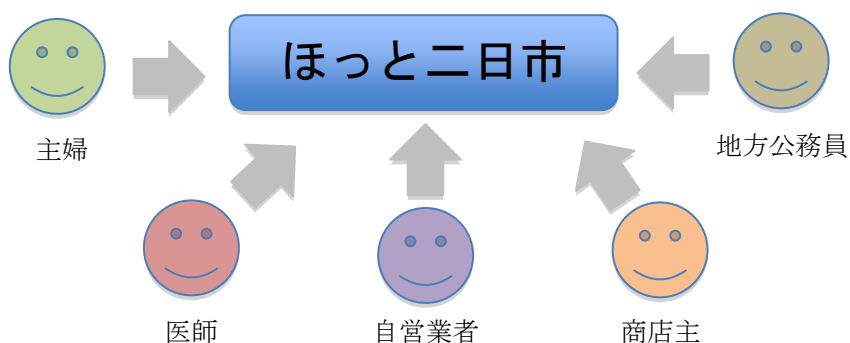 ほっと二日市
主婦
地方公務員
医師
自営業者
商店主